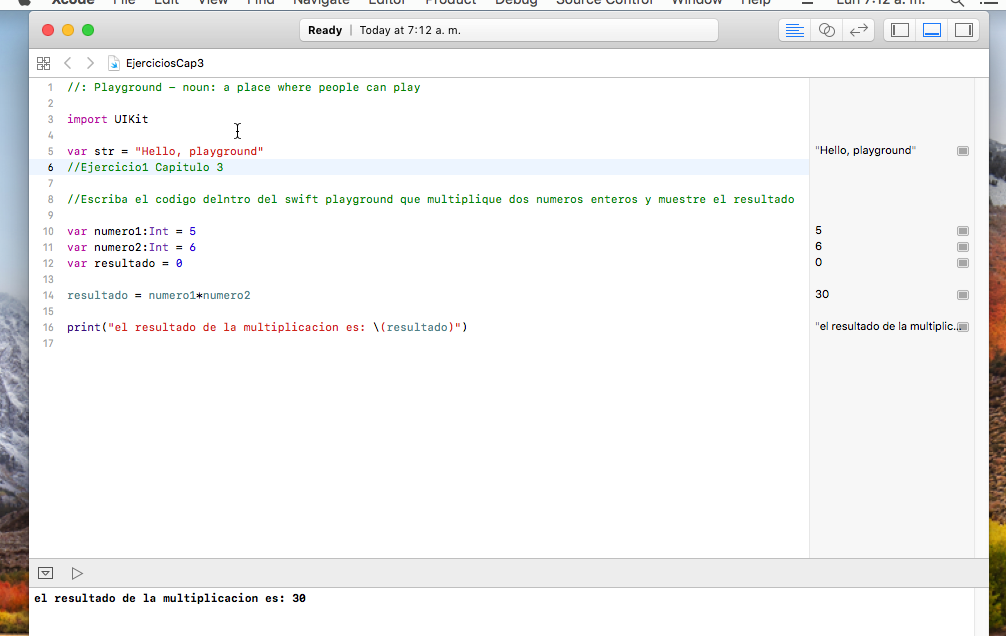 Xcode File Edit View Find Navigate Editor Product Debug Source Control Window Help Lun 7:12 a. m.
Ready | Today at 7:12 a. m.
EjerciciosCap3
1 //: Playground - noun: a place where people can play
2
3 import UIKit
4
5 var str = "Hello, playground" "Hello, playground"
6 //Ejercicio1 Capitulo 3
7
8 //Escriba el codigo delntro del swift playground que multiplique dos numeros enteros y muestre el resultado
9
10 var numero1:Int = 5 5
11 var numero2:Int = 6 6
12 var resultado = 0 0
13
14 resultado = numero1*numero2 30
15
16 print("el resultado de la multiplicacion es: \(resultado)") "el resultado de la multiplic...
17
el resultado de la multiplicacion es: 30